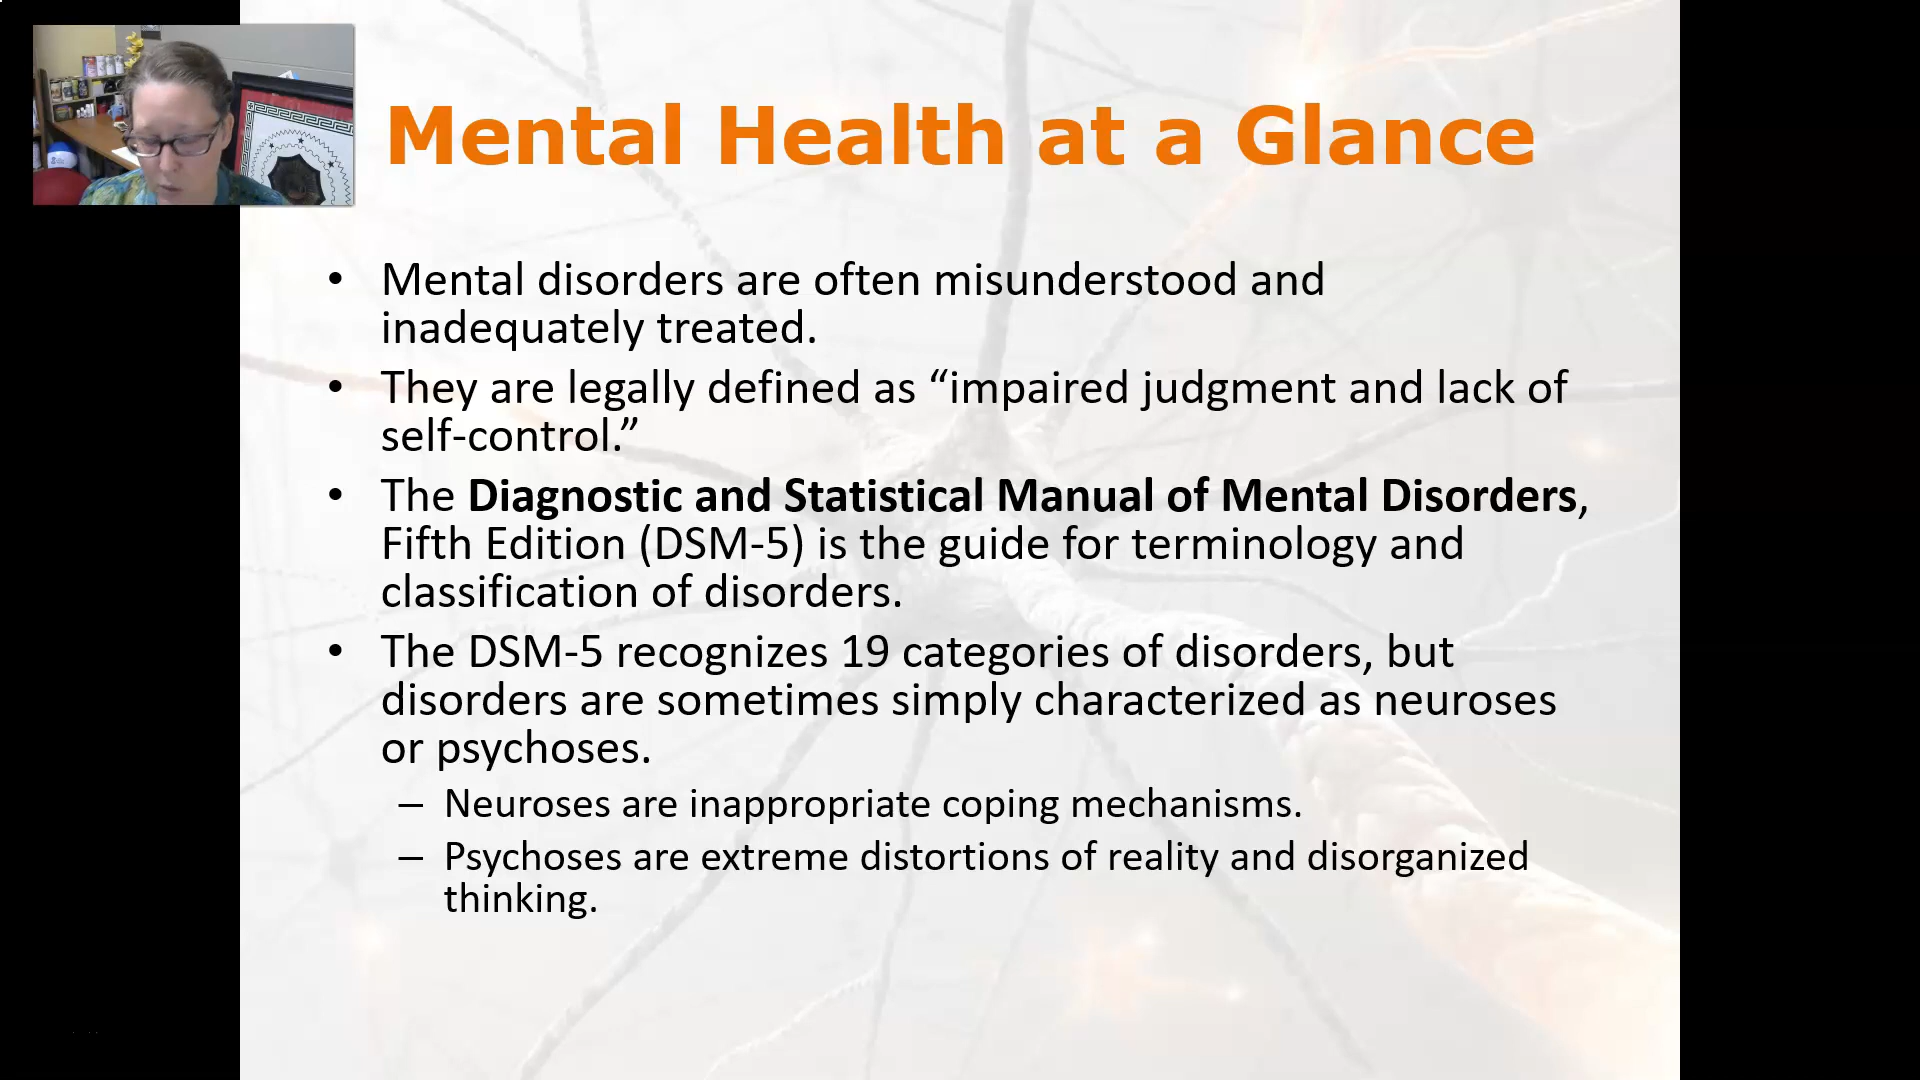 Mental Health at a Glance
• Mental disorders are often misunderstood and
inadequately treated.
• They are legally defined as “impaired judgment and lack of
self-control.”
• The Diagnostic and Statistical Manual of Mental Disorders,
Fifth Edition (DSM-5) is the guide for terminology and
classification of disorders.
• The DSM-5 recognizes 19 categories of disorders, but
disorders are sometimes simply characterized as neuroses
or psychoses.
– Neuroses are inappropriate coping mechanisms.
– Psychoses are extreme distortions of reality and disorganized
thinking.